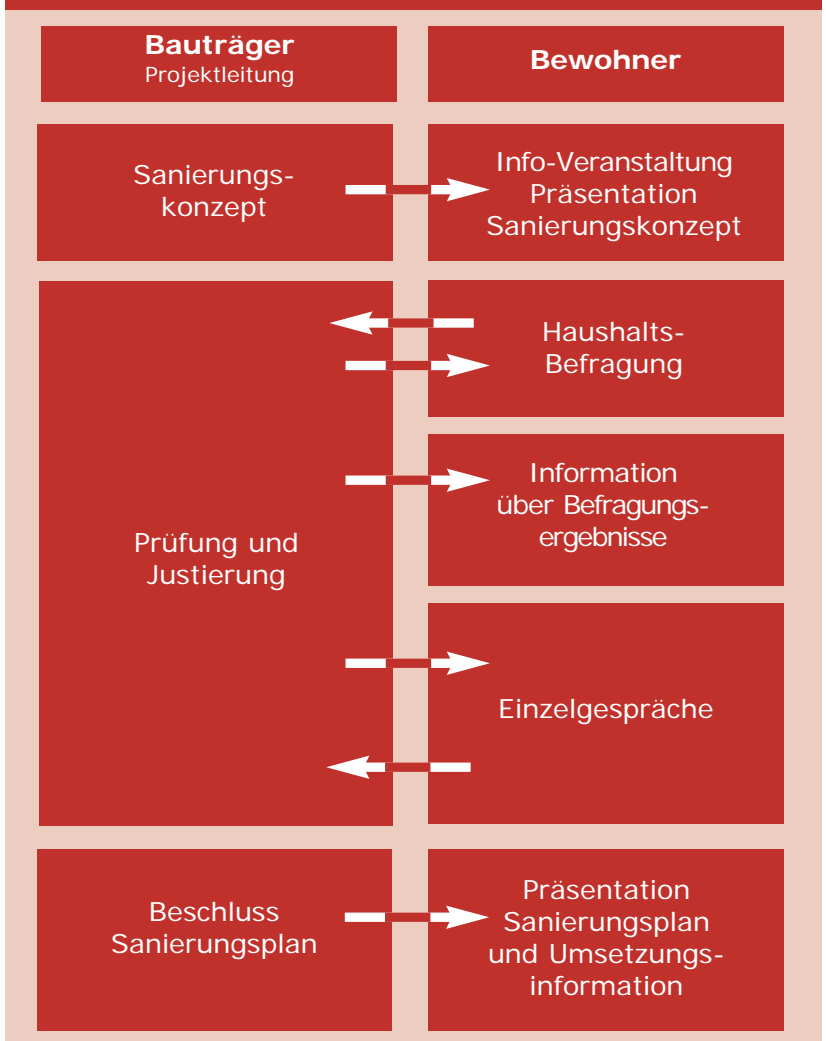 Bauträger
Projektleitung
Bewohner
Sanierungs-
konzept
Info-Veranstaltung
Präsentation
Sanierungskonzept
Prüfung und
Justierung
Haushalts-
Befragung
Information
über Befragungs-
ergebnisse
Einzelgespräche
Beschluss
Sanierungsplan
Präsentation
Sanierungsplan
und Umsetzungs-
information